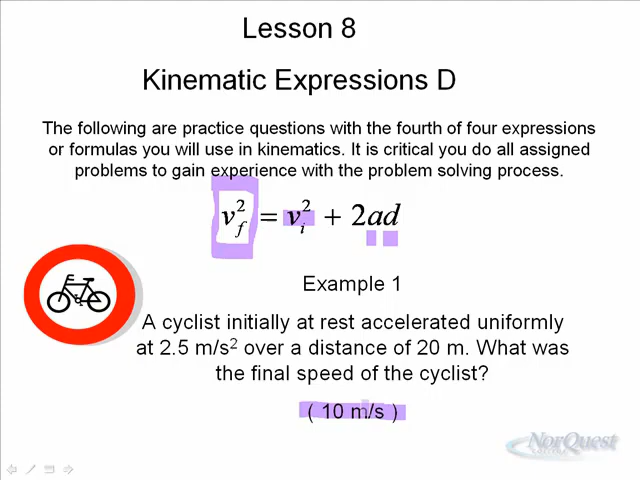 Lesson 8
Kinematic Expressions D
The following are practice questions with the fourth of four expressions
or formulas you will use in kinematics. It is critical you do all assigned
problems to gain experience with the problem solving process.
v_f^2 = v_i^2 + 2ad
Example 1
A cyclist initially at rest accelerated uniformly
at 2.5 m/s² over a distance of 20 m. What was
the final speed of the cyclist?
( 10 m/s )
NorQuest
COLLEGE